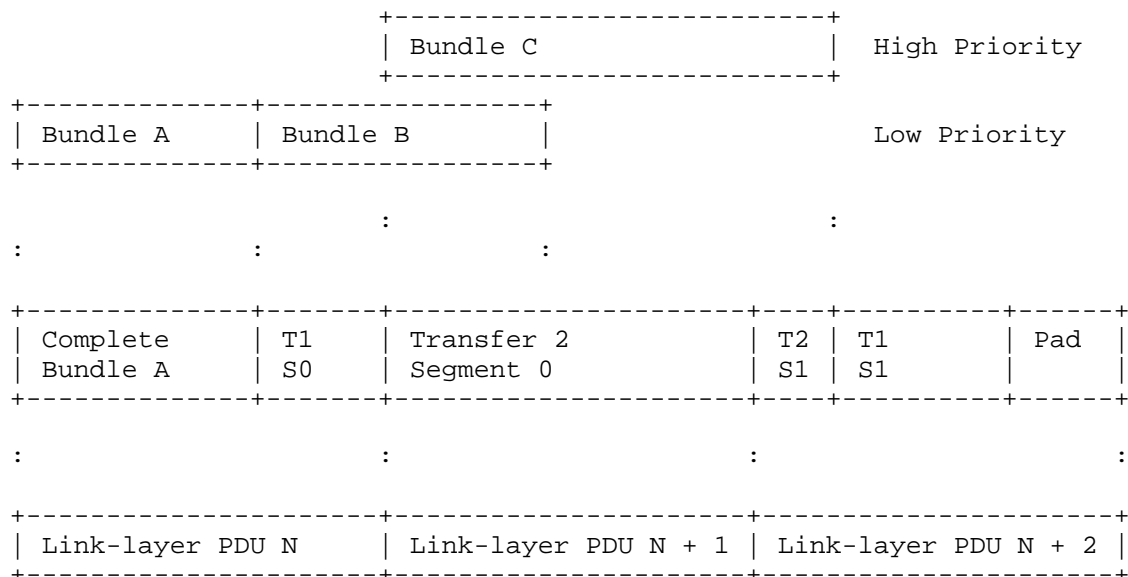 +----------------------------+
                       | Bundle C                   |  High Priority
                       +----------------------------+
+--------------+-----------------+
| Bundle A     | Bundle B        |                     Low Priority
+--------------+-----------------+

                       :                            :
:              :                 :

+--------------+-------+----------------------+----+----------+------+
| Complete     | T1    | Transfer 2           | T2 | T1       | Pad  |
| Bundle A     | S0    | Segment 0            | S1 | S1       |      |
+--------------+-------+----------------------+----+----------+------+

:                      :                      :                      :

+----------------------+----------------------+----------------------+
| Link-layer PDU N     | Link-layer PDU N + 1 | Link-layer PDU N + 2 |
+----------------------+----------------------+----------------------+